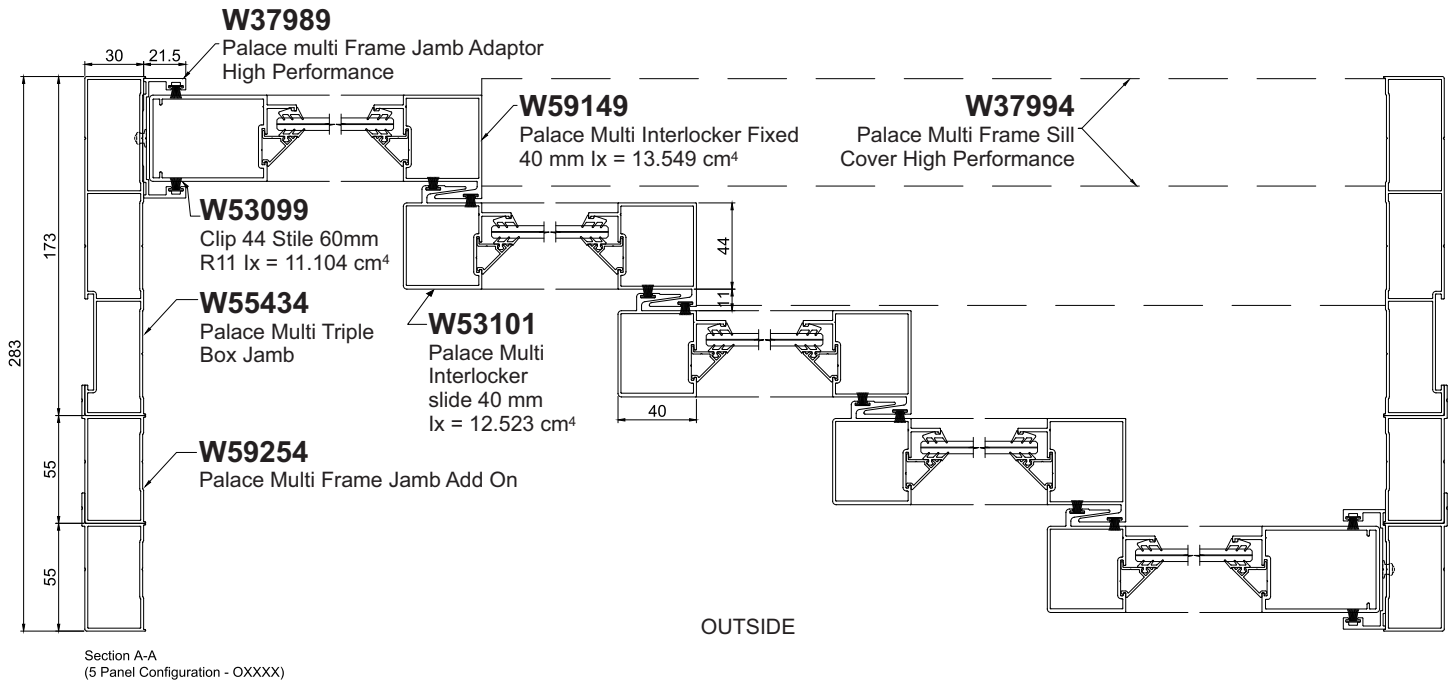 W37989
Palace multi Frame Jamb Adaptor
High Performance
30
21.5
W59149
Palace Multi Interlocker Fixed
40 mm Ix = 13.549 cm⁴
W37994
Palace Multi Frame Sill
Cover High Performance
W53099
Clip 44 Stile 60mm
R11 Ix = 11.104 cm⁴
173
44
11
W55434
Palace Multi Triple
Box Jamb
W53101
Palace Multi
Interlocker
slide 40 mm
Ix = 12.523 cm⁴
283
40
W59254
Palace Multi Frame Jamb Add On
55
55
OUTSIDE
Section A-A
(5 Panel Configuration - OXXXX)